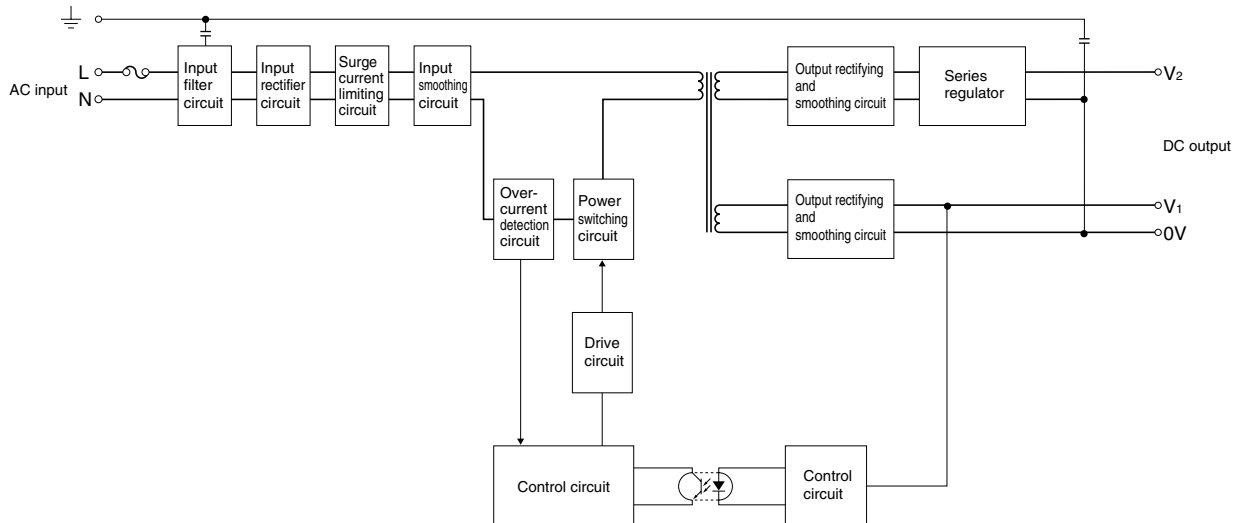 AC input
L
N
Input
filter
circuit
Input
rectifier
circuit
Surge
current
limiting
circuit
Input
smoothing
circuit
Output rectifying
and
smoothing circuit
Series
regulator
V2
DC output
Over-
current
detection
circuit
Power
switching
circuit
Output rectifying
and
smoothing circuit
V1
0V
Drive
circuit
Control circuit
Control
circuit